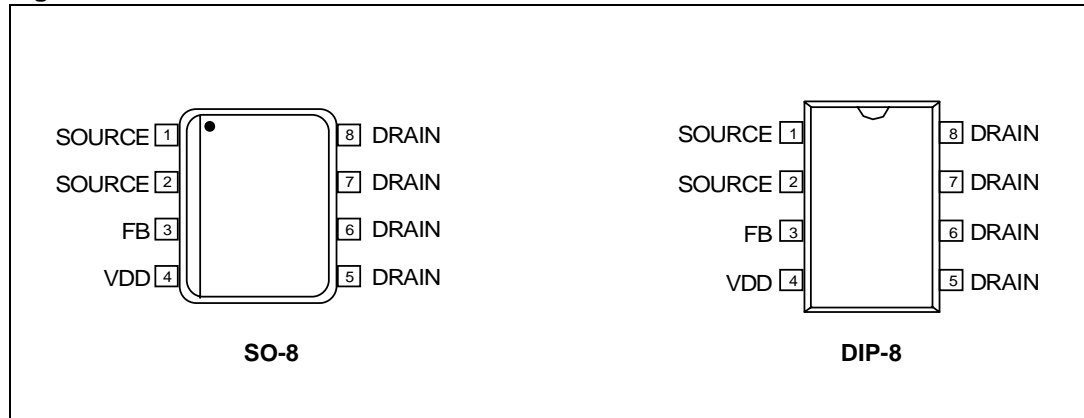 SOURCE 1 8 DRAIN
SOURCE 2 7 DRAIN
FB 3 6 DRAIN
VDD 4 5 DRAIN
SO-8
SOURCE 1 8 DRAIN
SOURCE 2 7 DRAIN
FB 3 6 DRAIN
VDD 4 5 DRAIN
DIP-8